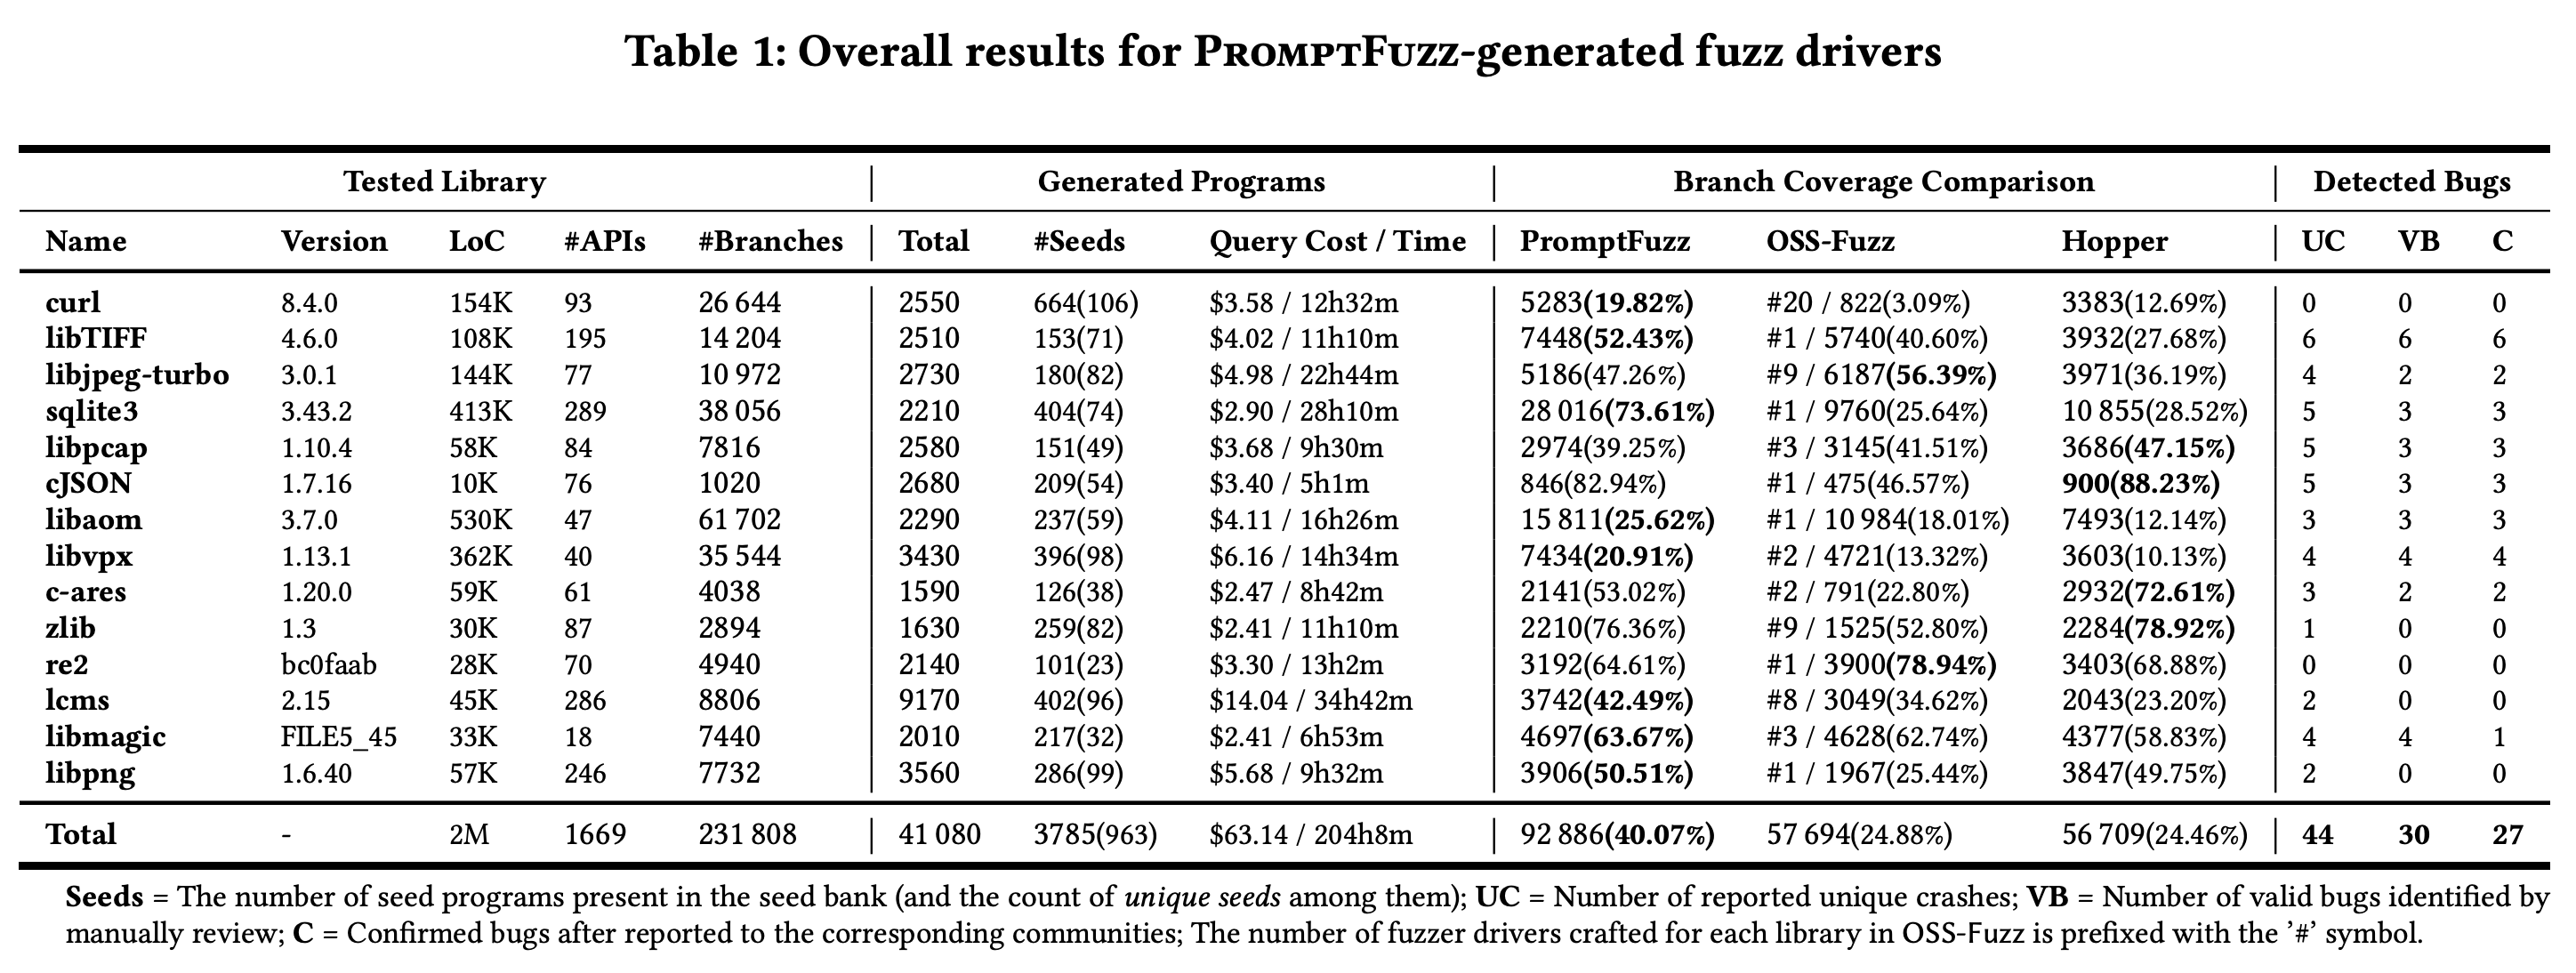 Table 1: Overall results for PROMPTFUZZ-generated fuzz drivers
Tested Library | Generated Programs | Branch Coverage Comparison | Detected Bugs
Name Version LoC #APIs #Branches | Total #Seeds Query Cost / Time | PromptFuzz OSS-Fuzz Hopper | UC VB C
curl 8.4.0 154K 93 26 644 | 2550 664(106) $3.58 / 12h32m | 5283(19.82%) #20 / 822(3.09%) 3383(12.69%) | 0 0 0
libTIFF 4.6.0 108K 195 14 204 | 2510 153(71) $4.02 / 11h10m | 7448(52.43%) #1 / 5740(40.60%) 3932(27.68%) | 6 6 6
libjpeg-turbo 3.0.1 144K 77 10 972 | 2730 180(82) $4.98 / 22h44m | 5186(47.26%) #9 / 6187(56.39%) 3971(36.19%) | 4 2 2
sqlite3 3.43.2 413K 289 38 056 | 2210 404(74) $2.90 / 28h10m | 28 016(73.61%) #1 / 9760(25.64%) 10 855(28.52%) | 5 3 3
libpcap 1.10.4 58K 84 7816 | 2580 151(49) $3.68 / 9h30m | 2974(39.25%) #3 / 3145(41.51%) 3686(47.15%) | 5 3 3
cJSON 1.7.16 10K 76 1020 | 2680 209(54) $3.40 / 5h1m | 846(82.94%) #1 / 475(46.57%) 900(88.23%) | 5 3 3
libaom 3.7.0 530K 47 61 702 | 2290 237(59) $4.11 / 16h26m | 15 811(25.62%) #1 / 10 984(18.01%) 7493(12.14%) | 3 3 3
libvpx 1.13.1 362K 40 35 544 | 3430 396(98) $6.16 / 14h34m | 7434(20.91%) #2 / 4721(13.32%) 3603(10.13%) | 4 4 4
c-ares 1.20.0 59K 61 4038 | 1590 126(38) $2.47 / 8h42m | 2141(53.02%) #2 / 791(22.80%) 2932(72.61%) | 3 2 2
zlib 1.3 30K 87 2894 | 1630 259(82) $2.41 / 11h10m | 2210(76.36%) #9 / 1525(52.80%) 2284(78.92%) | 1 0 0
re2 bc0faab 28K 70 4940 | 2140 101(23) $3.30 / 13h2m | 3192(64.61%) #1 / 3900(78.94%) 3403(68.88%) | 0 0 0
lcms 2.15 45K 286 8806 | 9170 402(96) $14.04 / 34h42m | 3742(42.49%) #8 / 3049(34.62%) 2043(23.20%) | 2 0 0
libmagic FILE5_45 33K 18 7440 | 2010 217(32) $2.41 / 6h53m | 4697(63.67%) #3 / 4628(62.74%) 4377(58.83%) | 4 4 1
libpng 1.6.40 57K 246 7732 | 3560 286(99) $5.68 / 9h32m | 3906(50.51%) #1 / 1967(25.44%) 3847(49.75%) | 2 0 0
Total - 2M 1669 231 808 | 41 080 3785(963) $63.14 / 204h8m | 92 886(40.07%) 57 694(24.88%) 56 709(24.46%) | 44 30 27
Seeds = The number of seed programs present in the seed bank (and the count of unique seeds among them); UC = Number of reported unique crashes; VB = Number of valid bugs identified by
manually review; C = Confirmed bugs after reported to the corresponding communities; The number of fuzzer drivers crafted for each library in OSS-Fuzz is prefixed with the '#' symbol.